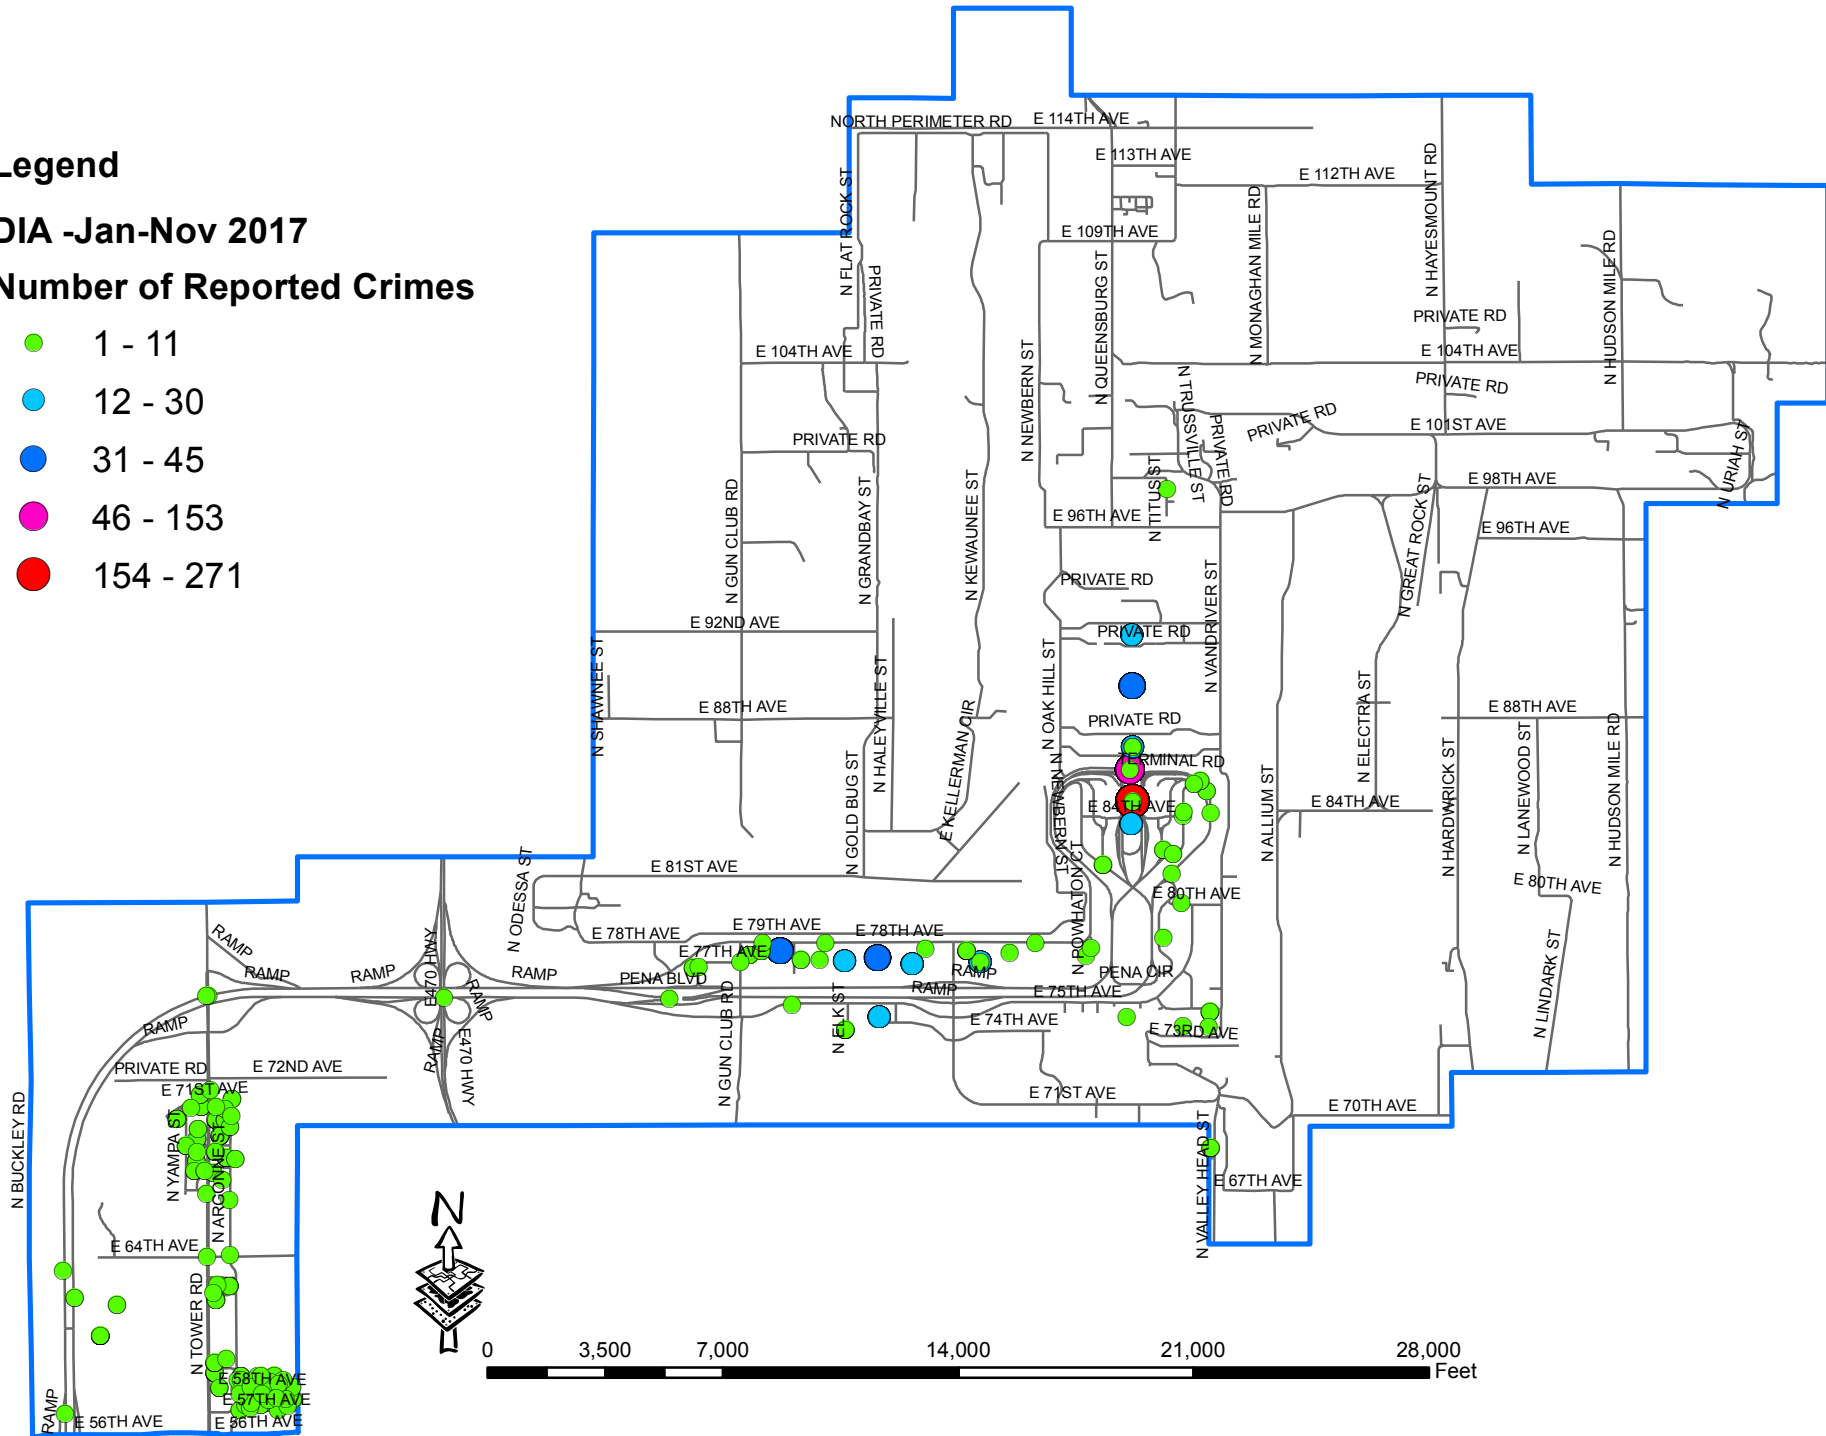 Legend
DIA -Jan-Nov 2017
Number of Reported Crimes
1 - 11
12 - 30
31 - 45
46 - 153
154 - 271
NORTH PERIMETER RD
E 114TH AVE
E 113TH AVE
E 112TH AVE
N FLAT ROCK ST
PRIVATE RD
E 109TH AVE
N QUEENSBURG ST
N MONAGHAN MILE RD
N HAYESMOUNT RD
N HUDSON MILE RD
PRIVATE RD
E 104TH AVE
E 104TH AVE
PRIVATE RD
N NEWBERN ST
N TRUSSVILLE ST
PRIVATE RD
PRIVATE RD
E 101ST AVE
PRIVATE RD
N URIAH ST
N TITUS ST
E 98TH AVE
N GUN CLUB RD
N GRANDBAY ST
N KEWAUNEE ST
E 96TH AVE
N GREAT ROCK ST
E 96TH AVE
PRIVATE RD
N VANDRIVER ST
E 92ND AVE
PRIVATE RD
N SHAWNEE ST
N HALEYVILLE ST
N OAK HILL ST
E 88TH AVE
PRIVATE RD
N ELECTRA ST
E 88TH AVE
N LANEWOOD ST
N HUDSON MILE RD
N HARDWRICK ST
TERMINAL RD
N GOLD BUG ST
E KELLERMAN CIR
N NEWBERN ST
E 84TH AVE
N ALLIUM ST
E 84TH AVE
E 81ST AVE
N ODESSA ST
N POWHATON CT
E 80TH AVE
E 80TH AVE
E 79TH AVE
E 78TH AVE
E 78TH AVE
E 77TH AVE
RAMP
RAMP
RAMP
E470 HWY
RAMP
RAMP
PENA BLVD
RAMP
RAMP
PENA CIR
E 75TH AVE
N GUN CLUB RD
N ELK ST
E 74TH AVE
E 73RD AVE
N LINDARK ST
RAMP
RAMP
E470 HWY
PRIVATE RD
E 72ND AVE
E 71ST AVE
E 71ST AVE
E 70TH AVE
N BUCKLEY RD
N YAMPA ST
N ARGONNE ST
N VALLEY HEAD ST
E 67TH AVE
N
E 64TH AVE
N TOWER RD
0
3,500
7,000
14,000
21,000
28,000
Feet
E 58TH AVE
E 57TH AVE
RAMP
E 56TH AVE
E 56TH AVE